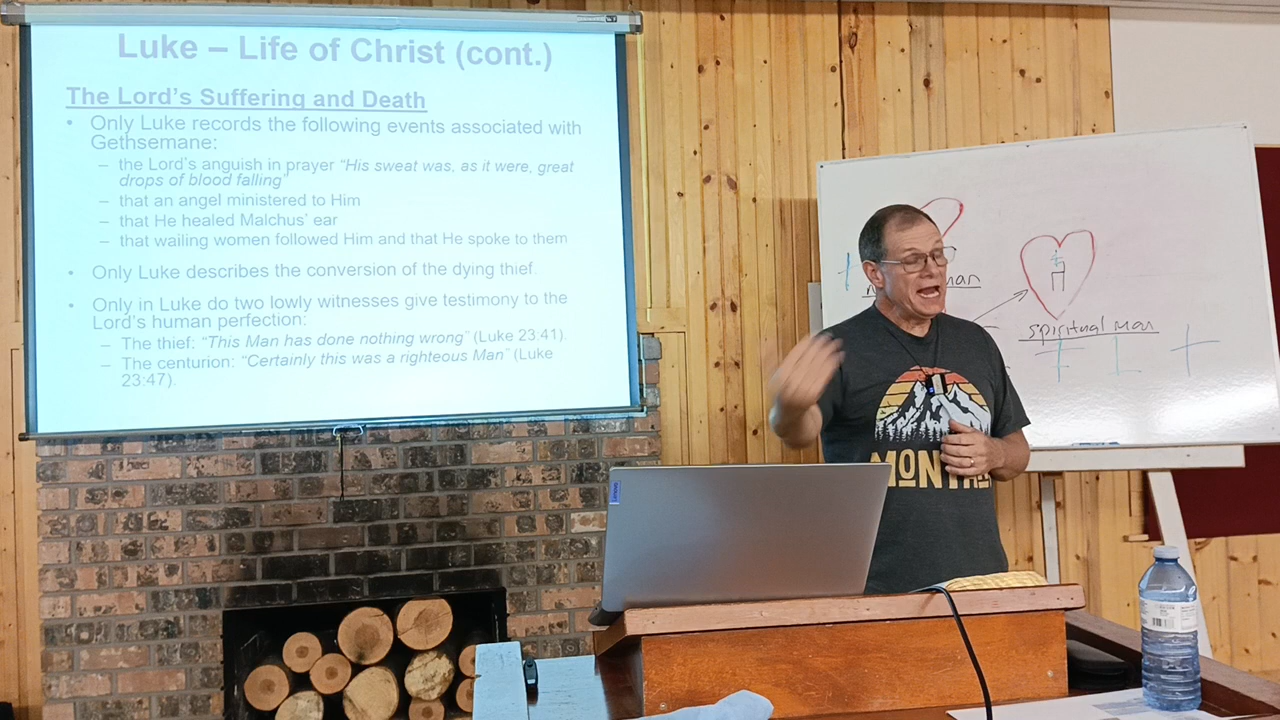 Luke – Life of Christ (cont.)
The Lord's Suffering and Death
• Only Luke records the following events associated with
Gethsemane:
– the Lord's anguish in prayer "His sweat was, as it were, great
drops of blood falling"
– that an angel ministered to Him
– that He healed Malchus' ear
– that wailing women followed Him and that He spoke to them
• Only Luke describes the conversion of the dying thief.
• Only in Luke do two lowly witnesses give testimony to the
Lord's human perfection:
– The thief: "This Man has done nothing wrong" (Luke 23:41).
– The centurion: "Certainly this was a righteous Man" (Luke
23:47).
man
spiritual man
MONT
Lenovo